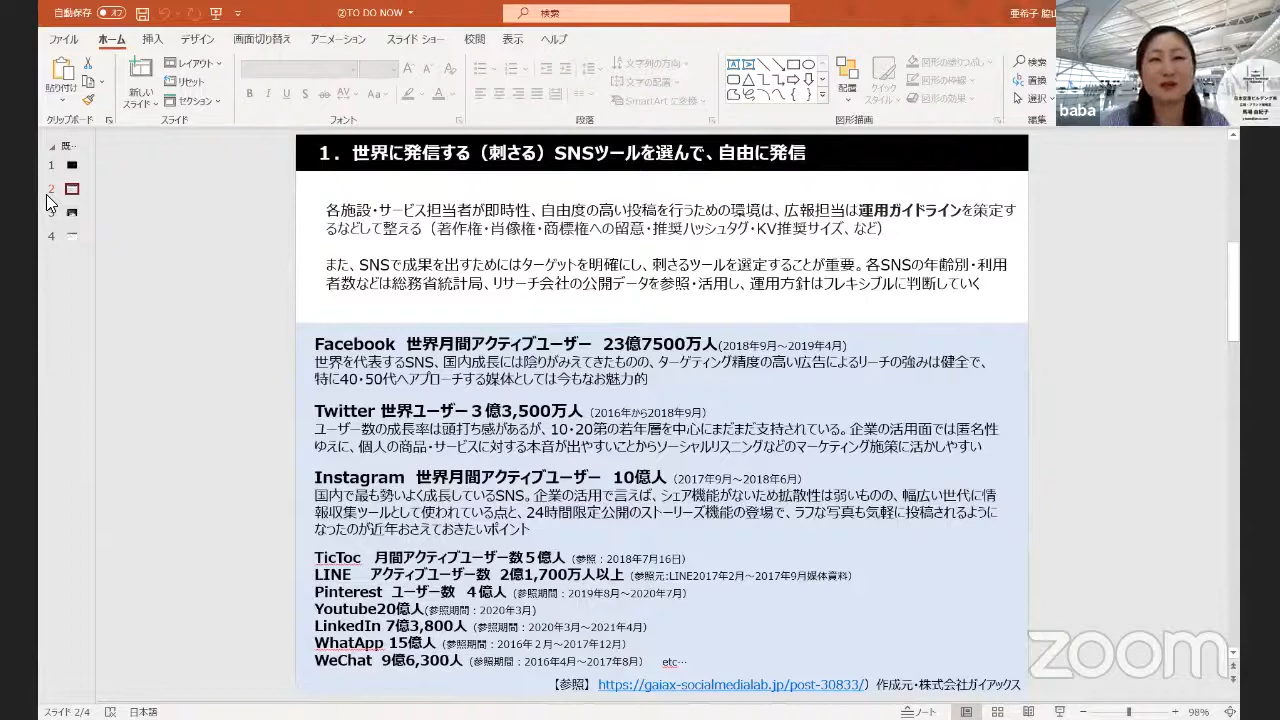 自動保存 オフ
②TO DO NOW
検索
亜希子 脇山
ファイル ホーム 挿入 デザイン 画面切り替え アニメーション スライド ショー 校閲 表示 ヘルプ
貼り付け
新しい
スライド
レイアウト
リセット
セクション
B I U S ab AV Aa A
文字列の方向
文字の配置
SmartArt に変換
配置
クイック
スタイル
図形の塗りつぶし
図形の枠線
図形の効果
検索
置換
選択
クリップボード スライド フォント 段落 図形描画 編集
baba
既...
1
2
3
4
1．世界に発信する（刺さる）SNSツールを選んで、自由に発信
各施設・サービス担当者が即時性、自由度の高い投稿を行うための環境は、広報担当は運用ガイドラインを策定す
るなどして整える（著作権・肖像権・商標権への留意・推奨ハッシュタグ・KV推奨サイズ、など）
また、SNSで成果を出すためにはターゲットを明確にし、刺さるツールを選定することが重要。各SNSの年齢別・利用
者数などは総務省統計局、リサーチ会社の公開データを参照・活用し、運用方針はフレキシブルに判断していく
Facebook 世界月間アクティブユーザー 23億7500万人(2018年9月～2019年4月)
世界を代表するSNS、国内成長には陰りがみえてきたものの、ターゲティング精度の高い広告によるリーチの強みは健全で、
特に40・50代へアプローチする媒体としては今もなお魅力的
Twitter 世界ユーザー３億3,500万人 （2016年から2018年9月）
ユーザー数の成長率は頭打ち感があるが、10・20第の若年層を中心にまだまだ支持されている。企業の活用面では匿名性
ゆえに、個人の商品・サービスに対する本音が出やすいことからソーシャルリスニングなどのマーケティング施策に活かしやすい
Instagram 世界月間アクティブユーザー 10億人 （2017年9月～2018年6月）
国内で最も勢いよく成長しているSNS。企業の活用で言えば、シェア機能がないため拡散性は弱いものの、幅広い世代に情
報収集ツールとして使われている点と、24時間限定公開のストーリーズ機能の登場で、ラフな写真も気軽に投稿されるように
なったのが近年おさえておきたいポイント
TicToc 月間アクティブユーザー数５億人 （参照：2018年7月16日）
LINE アクティブユーザー数 2億1,700万人以上 （参照元:LINE2017年2月～2017年9月媒体資料）
Pinterest ユーザー数 ４億人 （参照期間：2019年8月～2020年7月）
Youtube20億人(参照期間：2020年3月)
LinkedIn 7億3,800人 （参照期間：2020年3月～2021年4月）
WhatApp 15億人 （参照期間：2016年２月～2017年12月）
WeChat 9億6,300人 （参照期間：2016年4月～2017年8月） etc…
【参照】 https://gaiax-socialmedialab.jp/post-30833/） 作成元・株式会社ガイアックス
zoom
スライド 2/4 日本語 ノート 98%